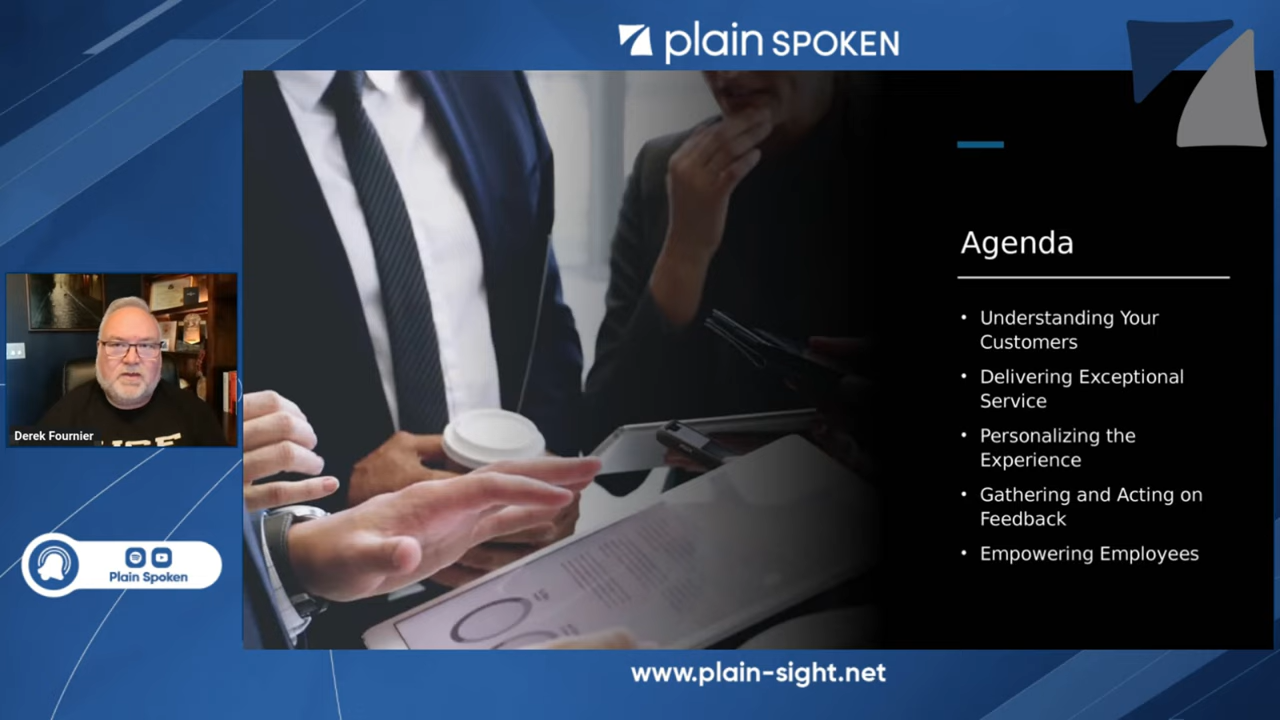 plain SPOKEN
Agenda
• Understanding Your
Customers
• Delivering Exceptional
Service
• Personalizing the
Experience
• Gathering and Acting on
Feedback
• Empowering Employees
Derek Fournier
Plain Spoken
www.plain-sight.net